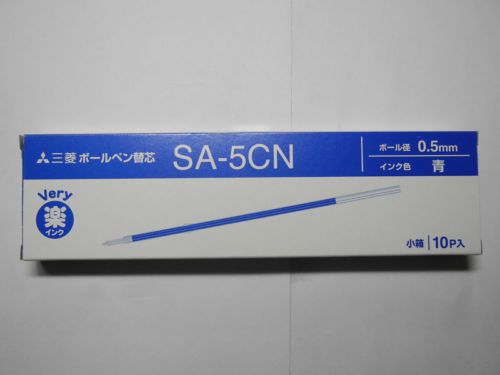 三菱 ボールペン替芯 SA-5CN
ボール径 0.5mm
インク色 青
Very
楽
インク
小箱 10P入